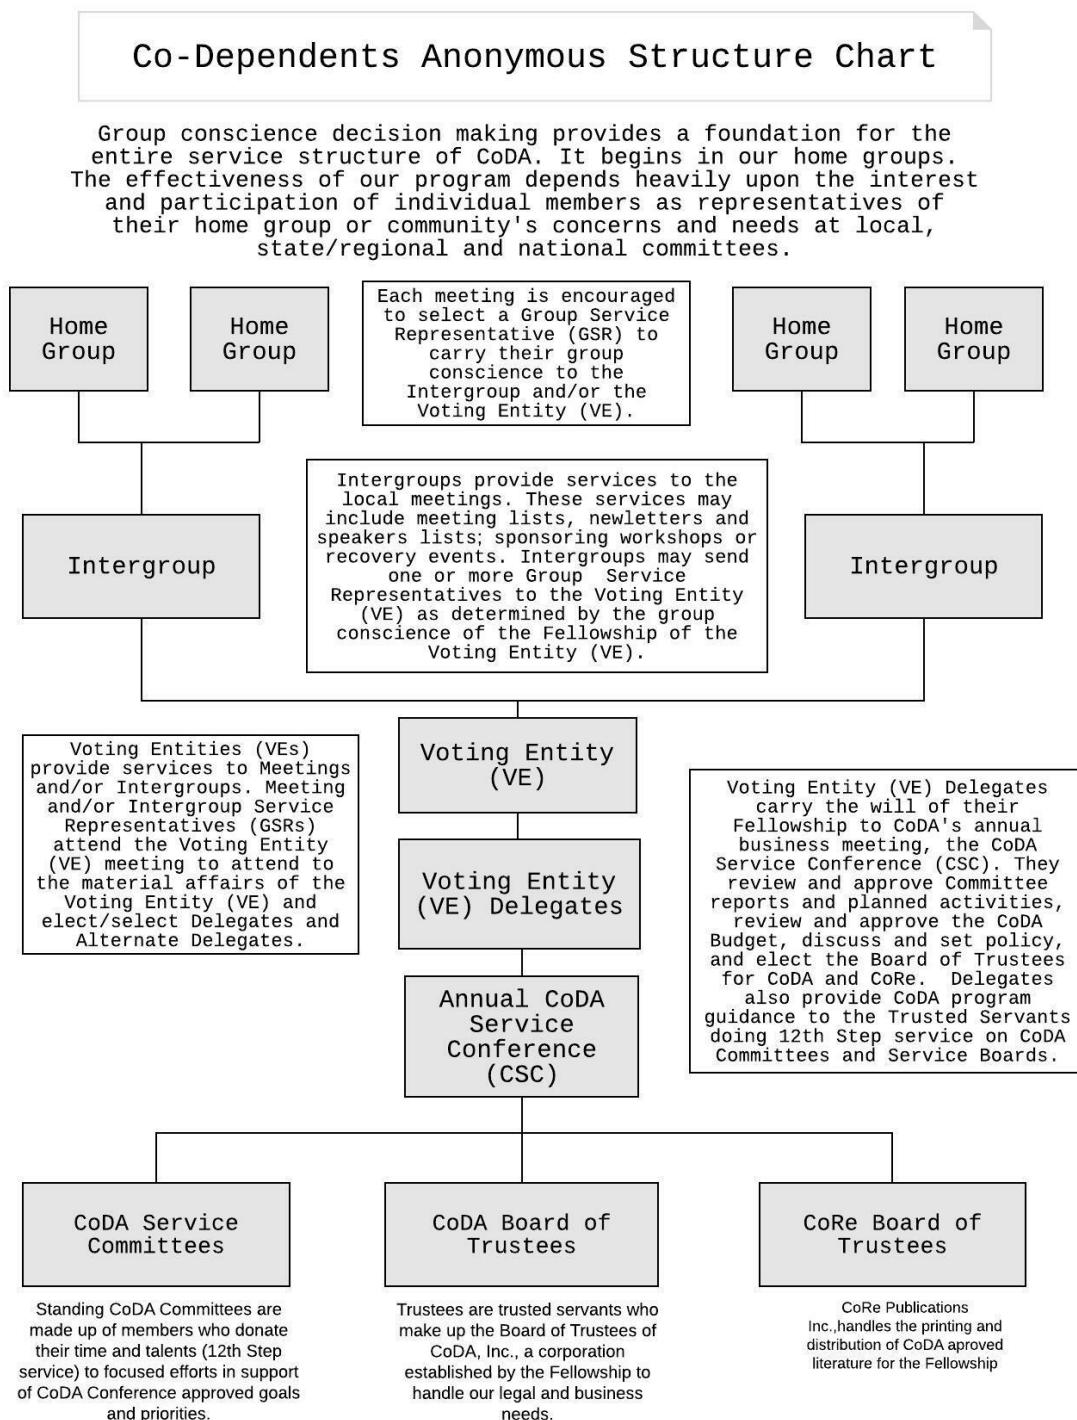 Co-Dependents Anonymous Structure Chart
Group conscience decision making provides a foundation for the
entire service structure of CoDA. It begins in our home groups.
The effectiveness of our program depends heavily upon the interest
and participation of individual members as representatives of
their home group or community's concerns and needs at local,
state/regional and national committees.
Home
Group
Home
Group
Each meeting is encouraged
to select a Group Service
Representative (GSR) to
carry their group
conscience to the
Intergroup and/or the
Voting Entity (VE).
Home
Group
Home
Group
Intergroup
Intergroups provide services to the
local meetings. These services may
include meeting lists, newletters and
speakers lists; sponsoring workshops or
recovery events. Intergroups may send
one or more Group  Service
Representatives to the Voting Entity
(VE) as determined by the group
conscience of the Fellowship of the
Voting Entity (VE).
Intergroup
Voting Entities (VEs)
provide services to Meetings
and/or Intergroups. Meeting
and/or Intergroup Service
Representatives (GSRs)
attend the Voting Entity
(VE) meeting to attend to
the material affairs of the
Voting Entity (VE) and
elect/select Delegates and
Alternate Delegates.
Voting Entity
(VE)
Voting Entity
(VE) Delegates
Annual CoDA
Service
Conference
(CSC)
Voting Entity (VE) Delegates
carry the will of their
Fellowship to CoDA's annual
business meeting, the CoDA
Service Conference (CSC). They
review and approve Committee
reports and planned activities,
review and approve the CoDA
Budget, discuss and set policy,
and elect the Board of Trustees
for CoDA and CoRe.  Delegates
also provide CoDA program
guidance to the Trusted Servants
doing 12th Step service on CoDA
Committees and Service Boards.
CoDA Service
Committees
Standing CoDA Committees are
made up of members who donate
their time and talents (12th Step
service) to focused efforts in support
of CoDA Conference approved goals
and priorities.
CoDA Board of
Trustees
Trustees are trusted servants who
make up the Board of Trustees of
CoDA, Inc., a corporation
established by the Fellowship to
handle our legal and business
needs.
CoRe Board of
Trustees
CoRe Publications
Inc.,handles the printing and
distribution of CoDA aproved
literature for the Fellowship